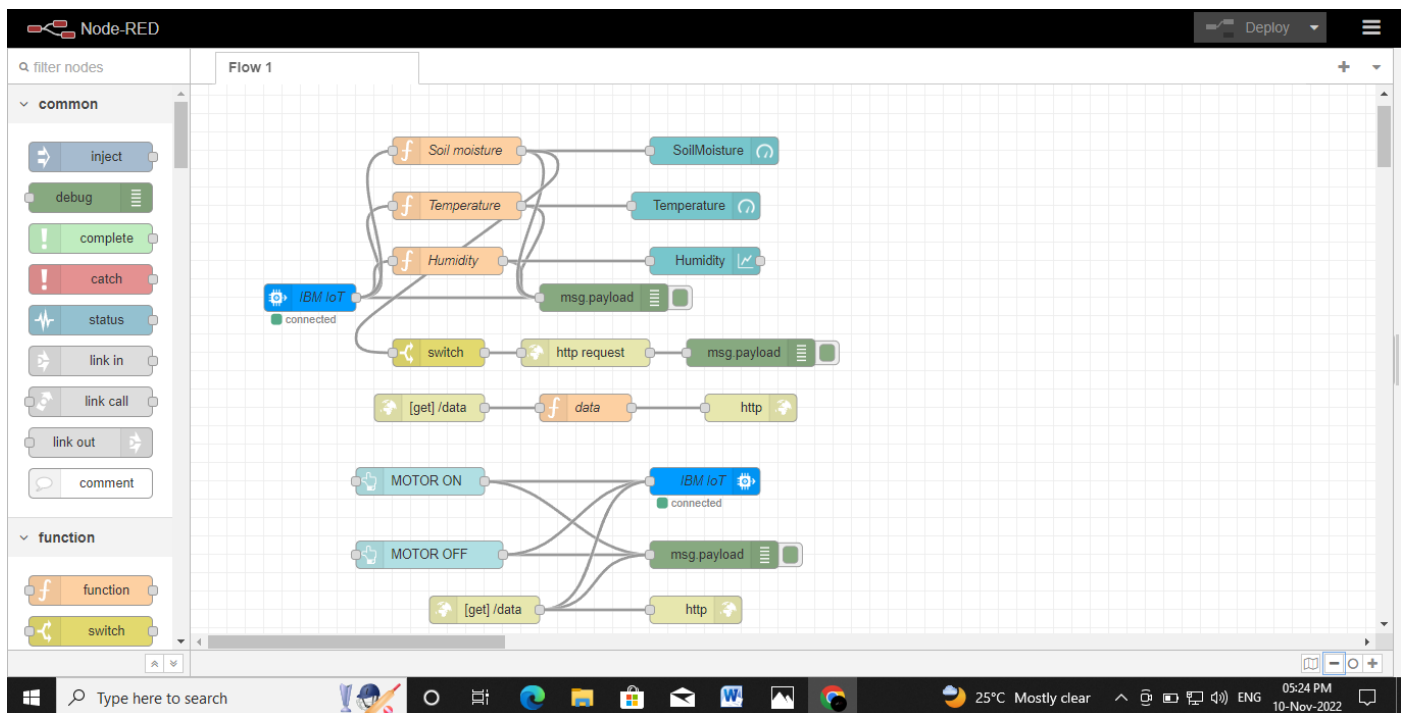 Node-RED
Deploy
filter nodes
Flow 1
common
inject
debug
complete
catch
status
link in
link call
link out
comment
function
function
switch
Soil moisture
SoilMoisture
Temperature
Temperature
Humidity
Humidity
IBM IoT
connected
msg.payload
switch
http request
msg.payload
[get] /data
data
http
MOTOR ON
IBM IoT
connected
MOTOR OFF
msg.payload
[get] /data
http
Type here to search
25°C Mostly clear
ENG
05:24 PM
10-Nov-2022